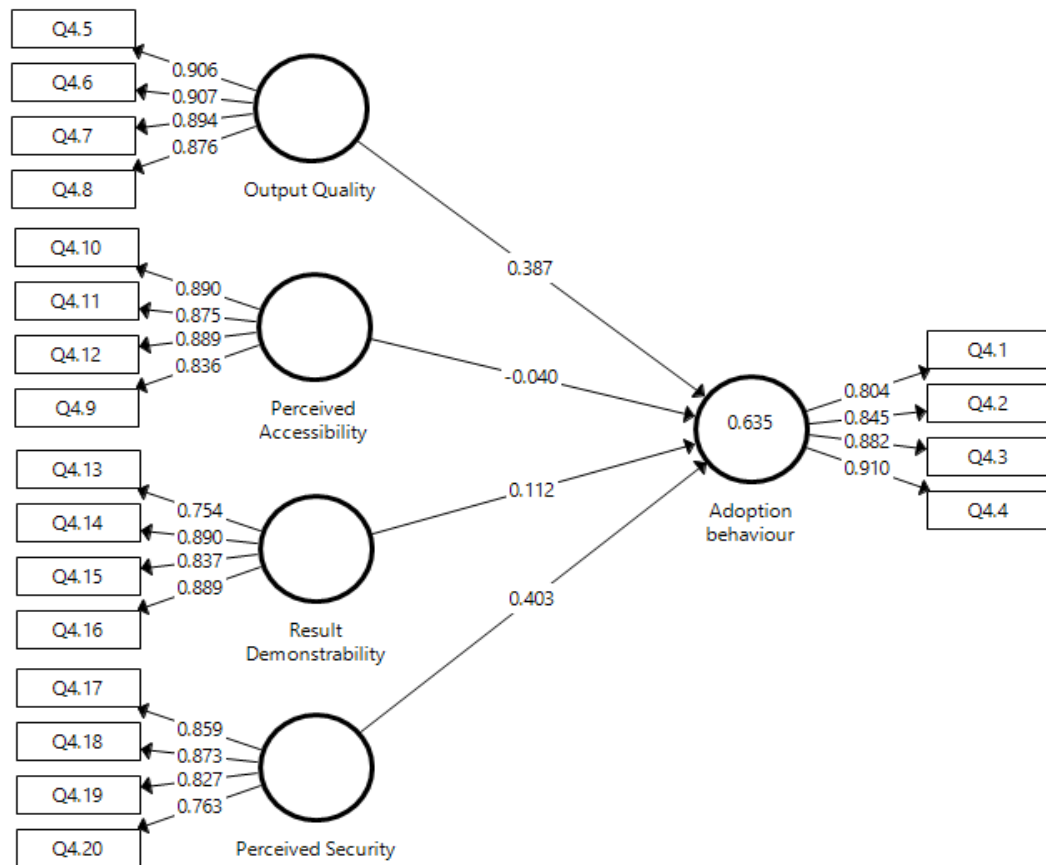 Q4.5
0.906
Q4.6
0.907
Q4.7
0.894
0.876
Q4.8
Output Quality
Q4.10
0.890
Q4.11
0.875
Q4.12
0.889
0.836
Q4.9
Perceived
Accessibility
Q4.13
0.754
Q4.14
0.890
Q4.15
0.837
0.889
Q4.16
Result
Demonstrability
Q4.17
0.859
Q4.18
0.873
Q4.19
0.827
0.763
Q4.20
Perceived Security
0.387
-0.040
0.112
0.403
0.635
Adoption
behaviour
Q4.1
0.804
Q4.2
0.845
Q4.3
0.882
0.910
Q4.4